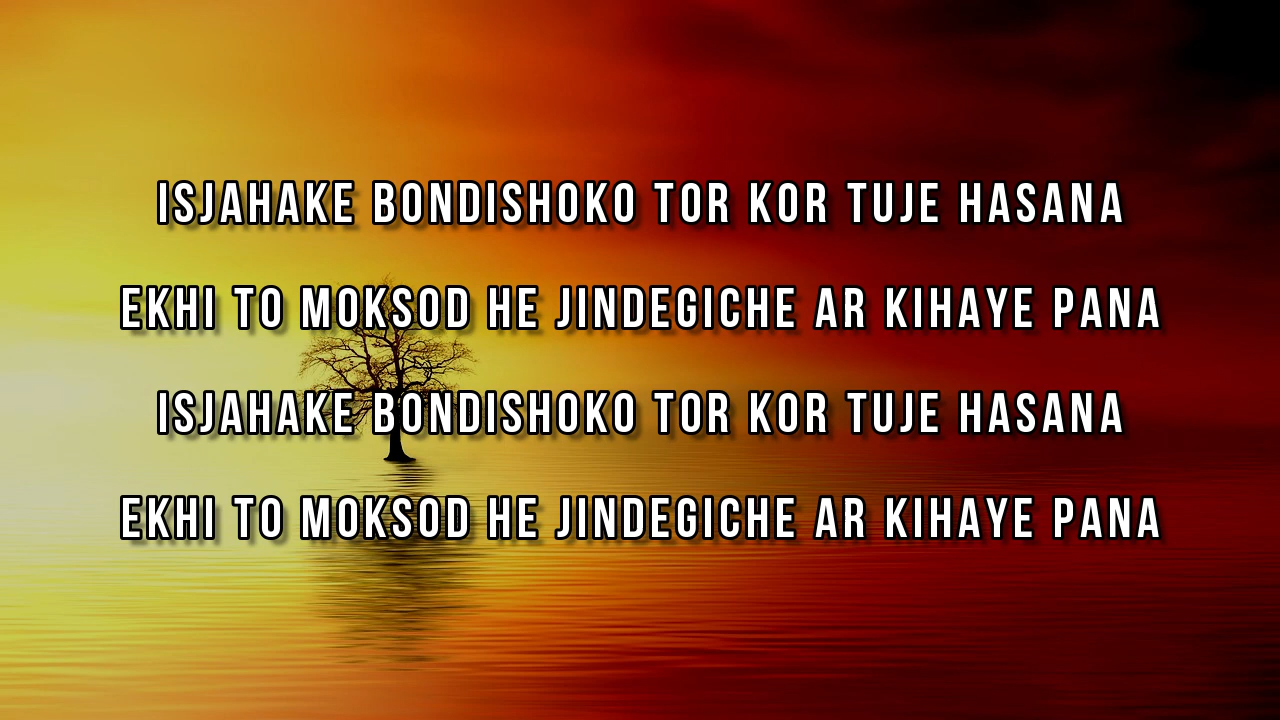 ISJAHAKE BONDISHOKO TOR KOR TUJE HASANA
EKHI TO MOKSOD HE JINDEGICHE AR KIHAYE PANA
ISJAHAKE BONDISHOKO TOR KOR TUJE HASANA
EKHI TO MOKSOD HE JINDEGICHE AR KIHAYE PANA